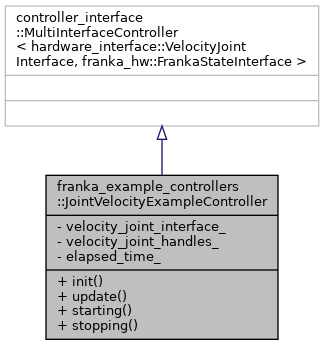 controller_interface
::MultiInterfaceController
< hardware_interface::VelocityJoint
Interface, franka_hw::FrankaStateInterface >
franka_example_controllers
::JointVelocityExampleController
- velocity_joint_interface_
- velocity_joint_handles_
- elapsed_time_
+ init()
+ update()
+ starting()
+ stopping()